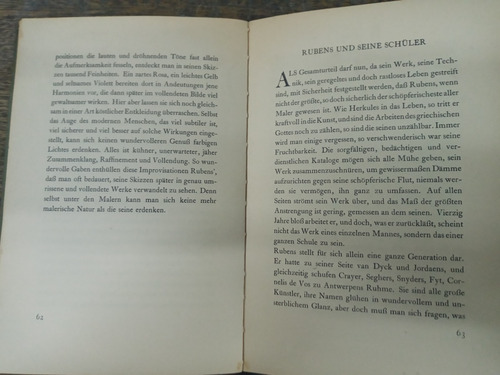 positionen die lauten und dröhnenden Töne fast allein
die Aufmerksamkeit fesseln, entdeckt man in seinen Skiz-
zen tausend Feinheiten. Ein zartes Rosa, ein leichtes Gelb
und scheues Violett bereiten dort in Andeutungen jene
Harmonien vor, die dann später im vollendeten Bilde viel
gewaltsamer wirken. Hier aber lassen sie sich noch gleich-
sam in einer Art köstlicher Entkleidung überraschen. Selbst
das Auge des modernen Menschen, das viel subtiler ist,
viel sicherer und viel besser auf solche Wirkungen einge-
stellt, kann sich keinen wundervolleren Genuß farbigen
Lichtes denken. Alles ist kühner, unerwarteter, jäher
Zusammenklang, Raffinement und Vollendung. So wunder-
volle Gaben enthalten diese Improvisationen Rubens',
daß man oft bedauert, seine Skizzen später in genau umris-
sene und vollendete Werke verwandelt zu sehen. Denn
selbst unter den Malern kann man sich keine mehr
malerische Natur als die seine erdenken.
62
RUBENS UND SEINE SCHÜLER
ALS Gesamturteil darf nun, da sein Werk, seine Tech-
nik, sein geregeltes und doch rastloses Leben gestreift
sind, mit Sicherheit festgestellt werden, daß Rubens, wenn
nicht der größte, so doch sicherlich der schöpferischeste aller
Maler gewesen ist. Wie Herkules in das Leben, so tritt er
kraftvoll in die Kunst, und sind die Arbeiten des griechischen
Gottes noch zu zählen, so sind die seinen unzählbar. Immer
wird man einige vergessen, so verschwenderisch war seine
Fruchtbarkeit. Die sorgfältigen, bedächtigen und ver-
dienstlichen Kataloge mögen sich alle Mühe geben, sein
Werk zusammenzuschnüren, um gewissermaßen Dämme
aufzurichten gegen seine schöpferische Flut, niemals werden
sie vermögen, ihn ganz zu umfassen. Auf allen
Seiten strömt sein Werk über, und das Maß der größten
Anstrengung ist gering, gemessen an dem seinen. Vierzig
Jahre bloß arbeitet er, und doch, was er zurückläßt, scheint
nicht das Werk eines einzelnen Mannes, sondern das einer
ganzen Schule zu sein.
Rubens stellt für sich allein eine ganze Generation dar.
Er hatte zu seiner Seite van Dyck und Jordaens, und
gleichzeitig schufen Crayer, Seghers, Snyders, Fyt, Cor-
nelis de Vos zu Antwerpens Ruhme. Sie sind alle große
Künstler, ihre Namen glühen in wundervollem und un-
sterblichem Glanz, aber doch muß man sich fragen, was
63